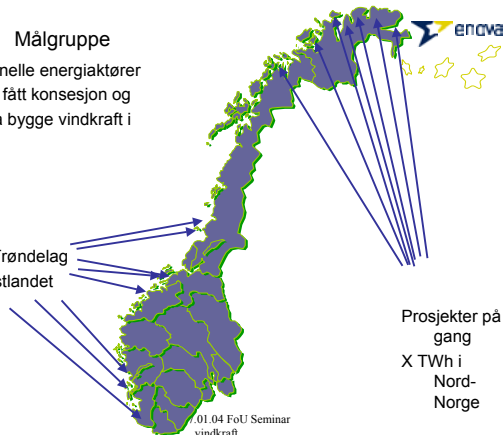 Målgruppe
enova
nelle energiaktører
fått konsesjon og
bygge vindkraft i
Trøndelag
stlandet
Prosjekter på
gang
X TWh i
Nord-
Norge
.01.04 FoU Seminar
vindkraft